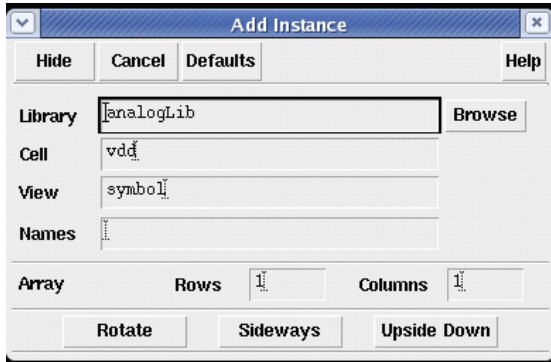 Add Instance
Hide Cancel Defaults Help
Library analogLib Browse
Cell vdd
View symbol
Names
Array Rows 1 Columns 1
Rotate Sideways Upside Down